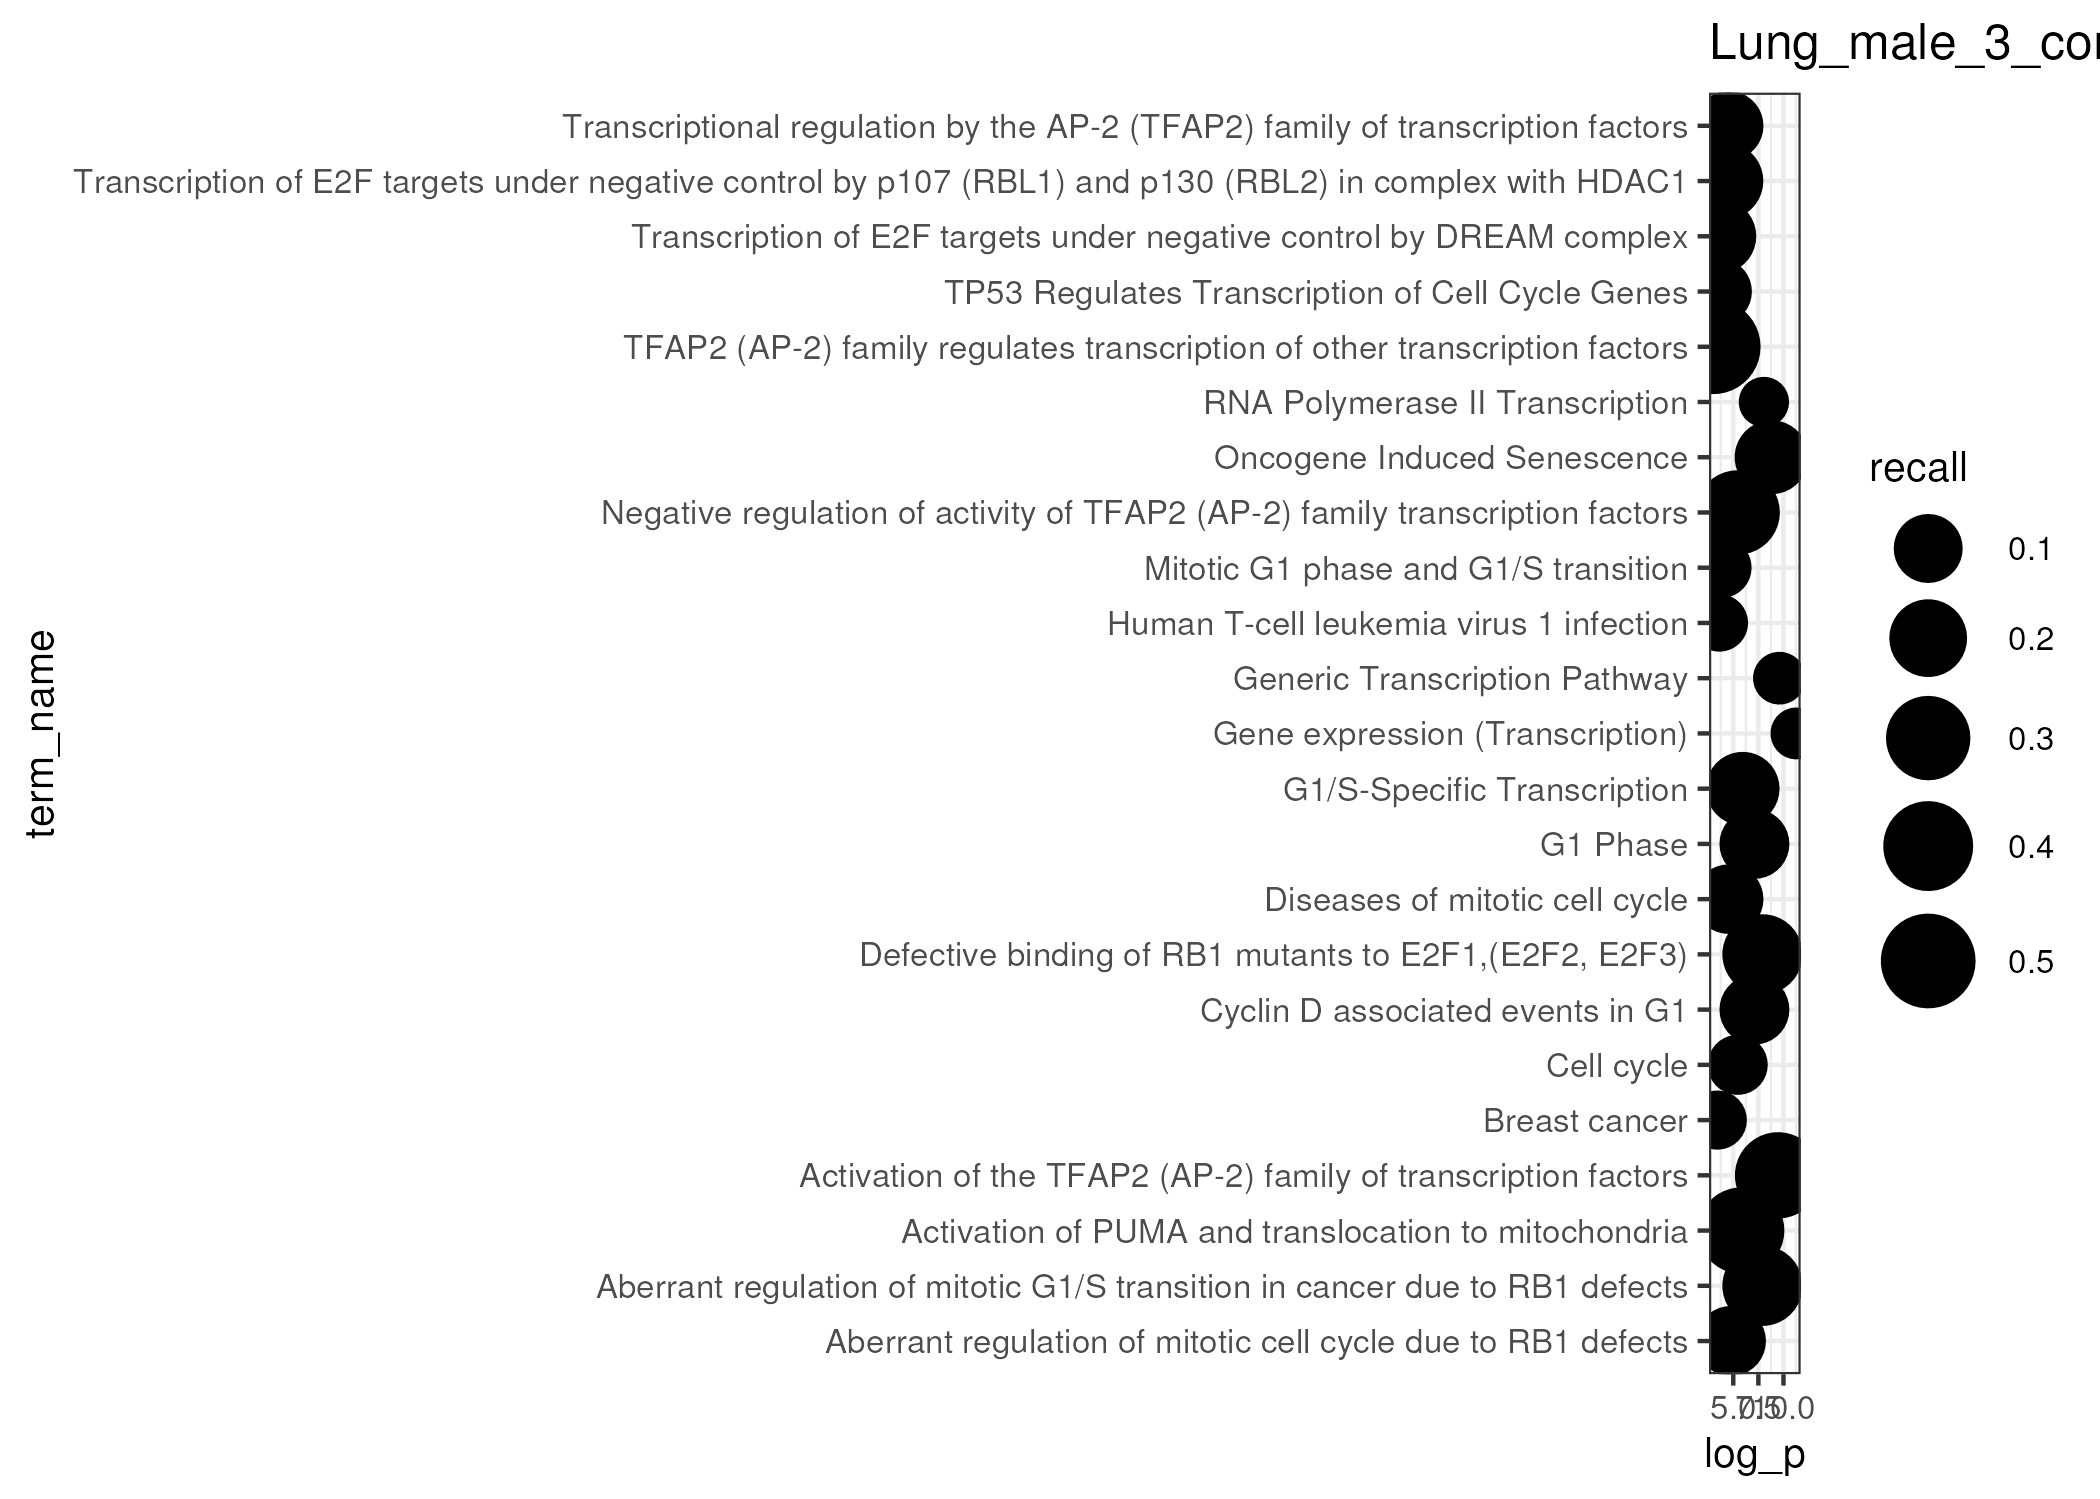 Lung_male_3_co
Transcriptional regulation by the AP-2 (TFAP2) family of transcription factors
Transcription of E2F targets under negative control by p107 (RBL1) and p130 (RBL2) in complex with HDAC1
Transcription of E2F targets under negative control by DREAM complex
TP53 Regulates Transcription of Cell Cycle Genes
TFAP2 (AP-2) family regulates transcription of other transcription factors
RNA Polymerase II Transcription
Oncogene Induced Senescence
Negative regulation of activity of TFAP2 (AP-2) family transcription factors
Mitotic G1 phase and G1/S transition
Human T-cell leukemia virus 1 infection
Generic Transcription Pathway
Gene expression (Transcription)
G1/S-Specific Transcription
G1 Phase
Diseases of mitotic cell cycle
Defective binding of RB1 mutants to E2F1,(E2F2, E2F3)
Cyclin D associated events in G1
Cell cycle
Breast cancer
Activation of the TFAP2 (AP-2) family of transcription factors
Activation of PUMA and translocation to mitochondria
Aberrant regulation of mitotic G1/S transition in cancer due to RB1 defects
Aberrant regulation of mitotic cell cycle due to RB1 defects
term_name
5.0
7.5
10.0
log_p
recall
0.1
0.2
0.3
0.4
0.5